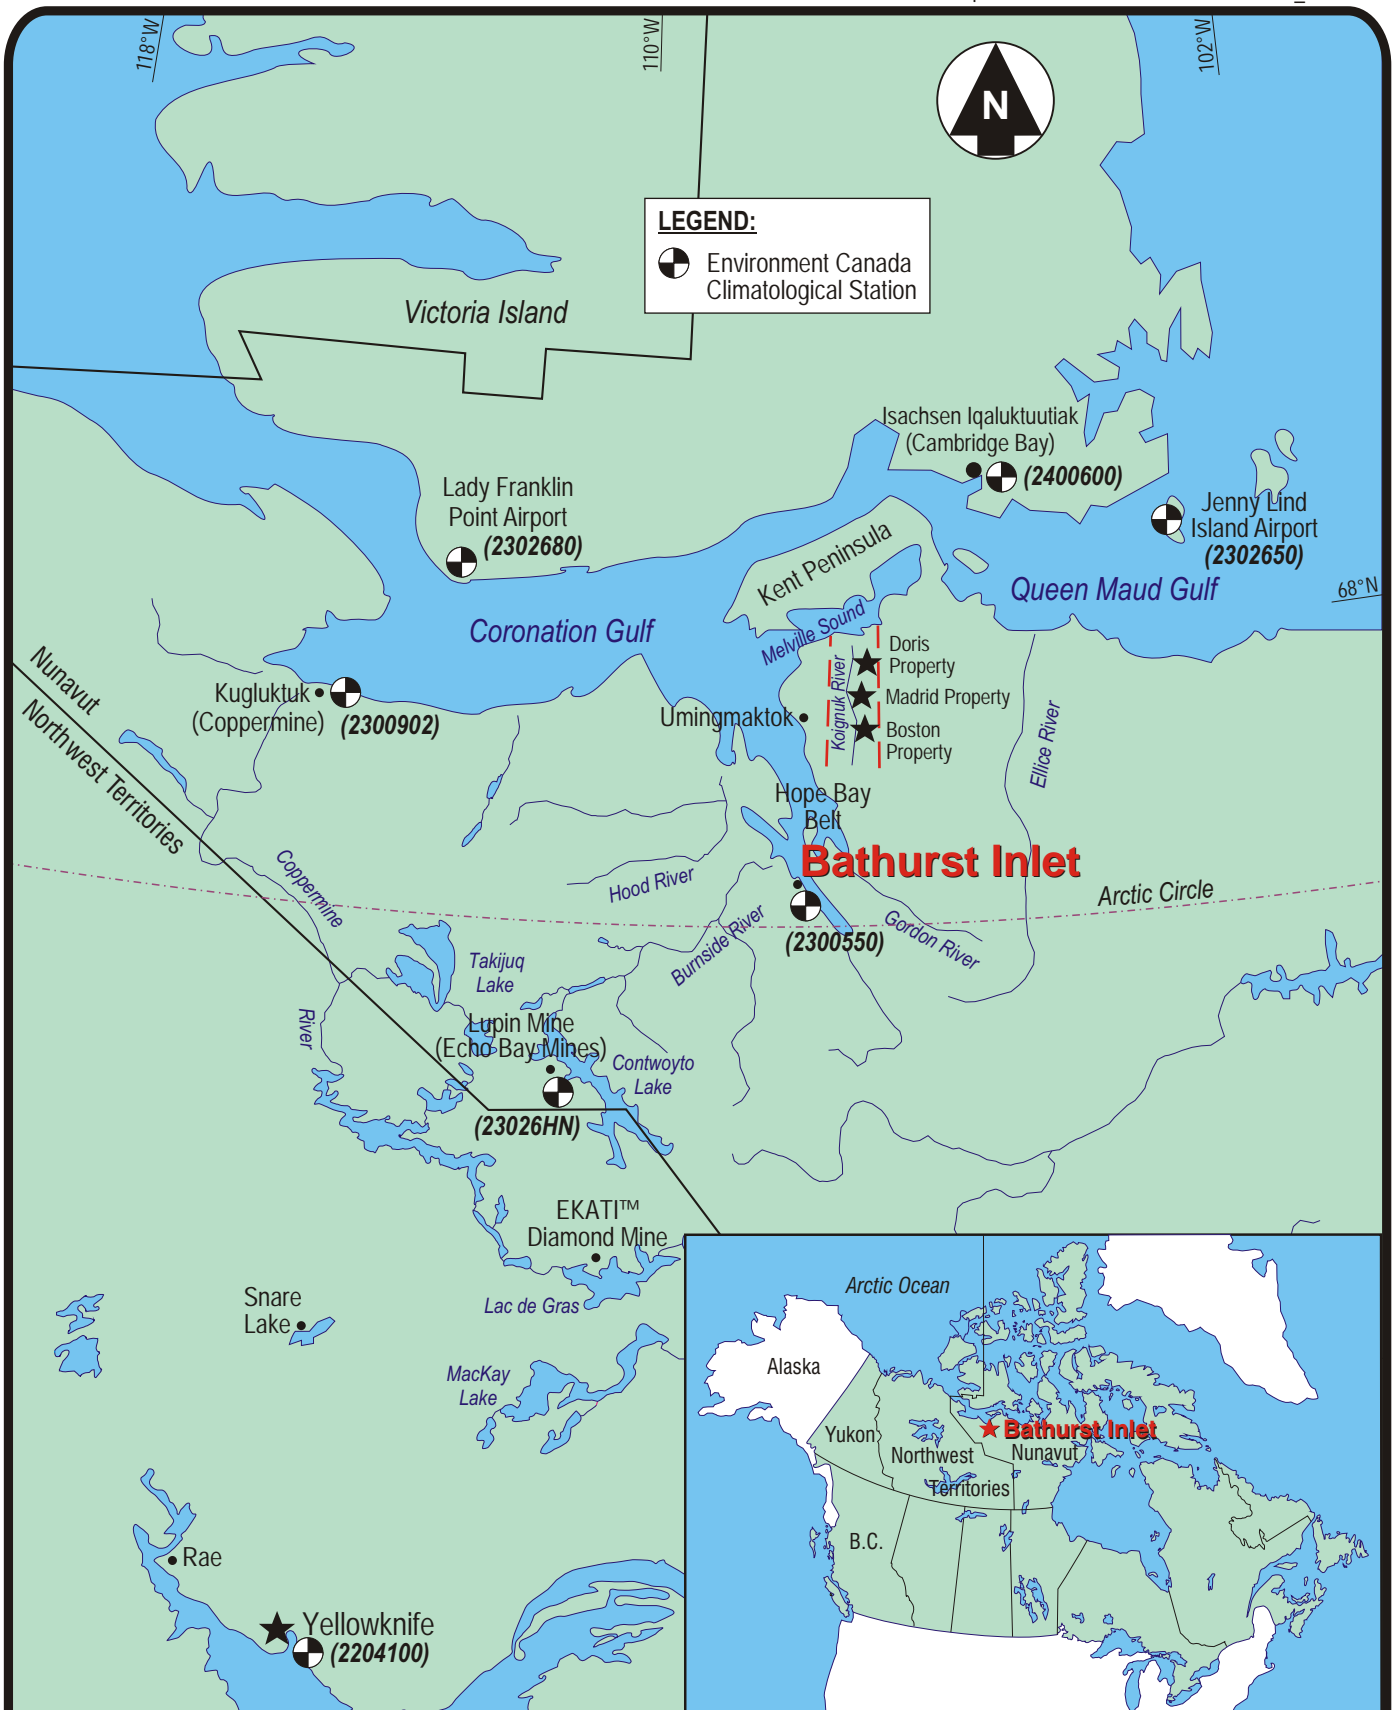 118°W
110°W
102°W
N
LEGEND:
Environment Canada
Climatological Station
Victoria Island
Isachsen Iqaluktuutiak
(Cambridge Bay)
(2400600)
Lady Franklin
Point Airport
(2302680)
Jenny Lind
Island Airport
(2302650)
Kent Peninsula
68°N
Queen Maud Gulf
Coronation Gulf
Melville Sound
Doris
Property
Koignuk River
Madrid Property
Boston
Property
Nunavut
Northwest Territories
Kugluktuk
(Coppermine)
(2300902)
Umingmaktok
Ellice River
Hope Bay
Belt
Bathurst Inlet
Coppermine
River
Hood River
Arctic Circle
Burnside River
(2300550)
Gordon River
Takijuq
Lake
Lupin Mine
(Echo Bay Mines)
Contwoyto
Lake
(23026HN)
EKATI™
Diamond Mine
Snare
Lake
Lac de Gras
MacKay
Lake
Rae
Yellowknife
(2204100)
Arctic Ocean
Alaska
Yukon
Bathurst Inlet
Northwest
Territories
Nunavut
B.C.